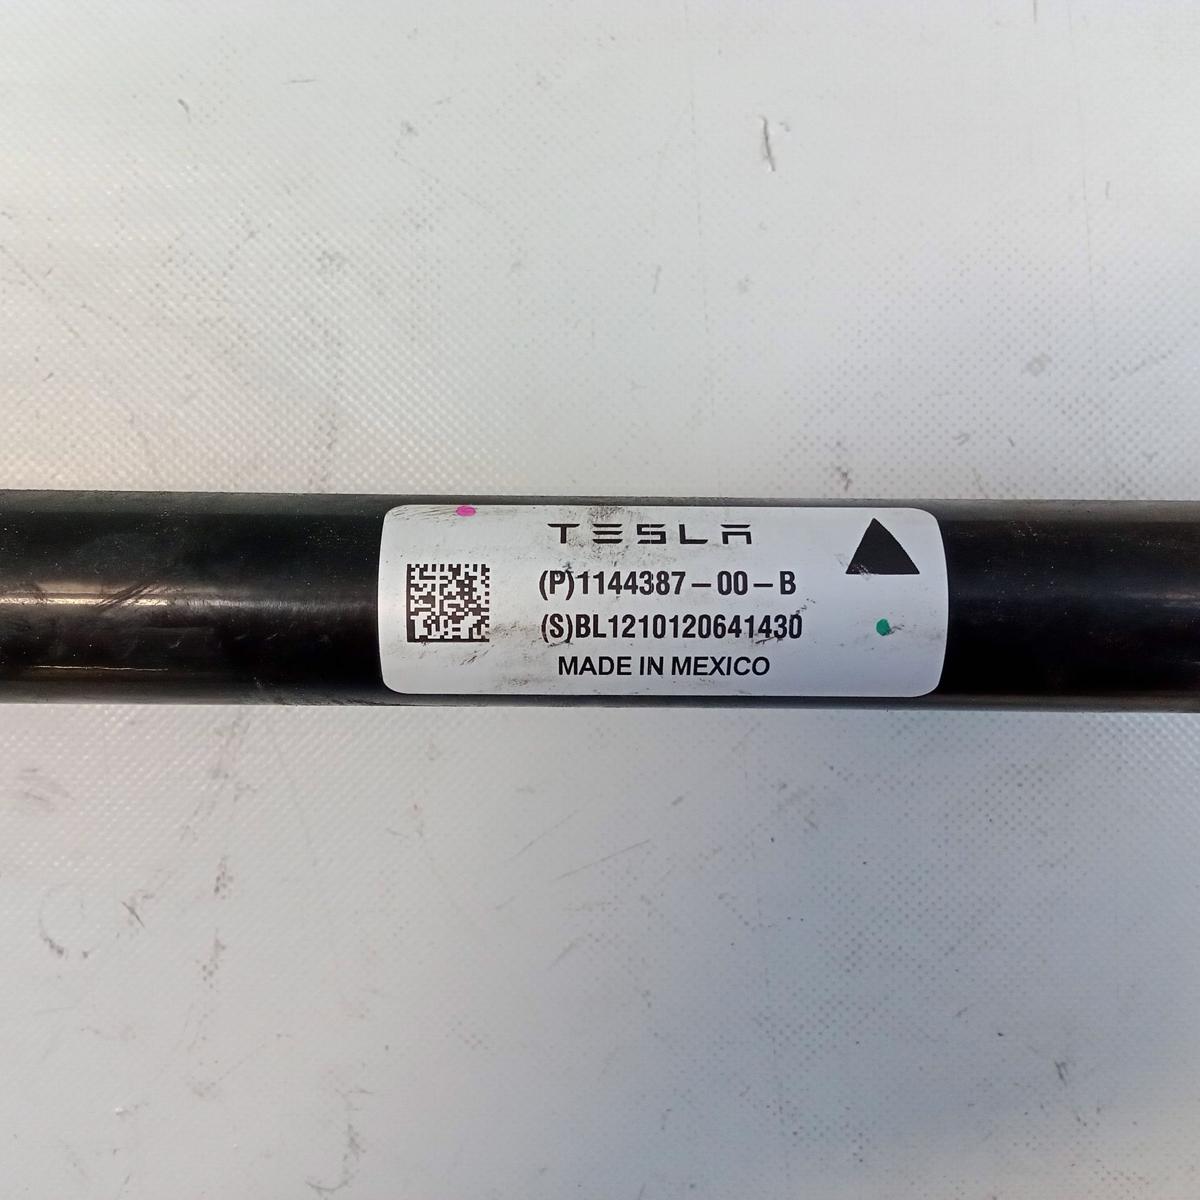 TESLA
(P)1144387-00-B
(S)BL1210120641430
MADE IN MEXICO